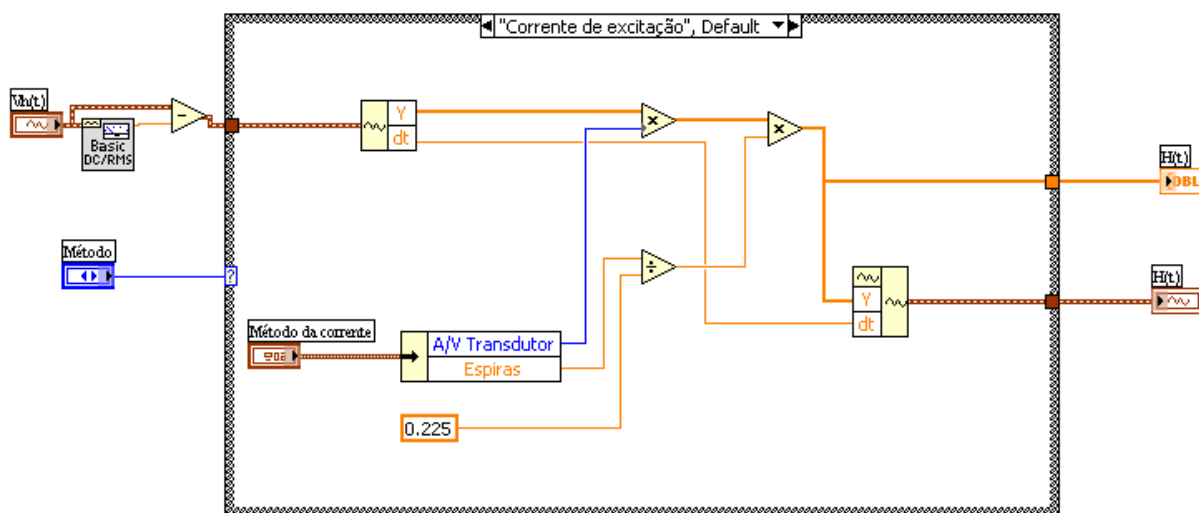 "Corrente de excitação", Default
Vh(t)
Basic
DC/RMS
Y
dt
H(t)
DBL
Método
?
H(t)
Y
dt
Método da corrente
A/V Transdutor
Espiras
0.225